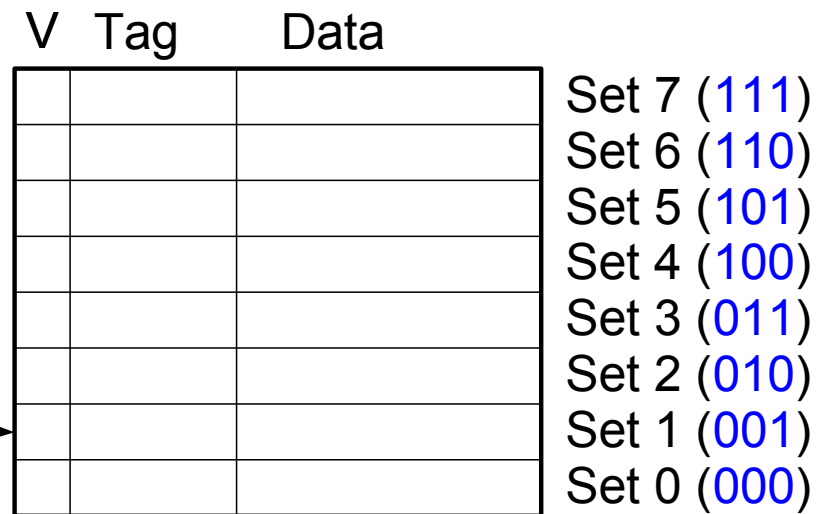 V Tag Data
Set 7 (111)
Set 6 (110)
Set 5 (101)
Set 4 (100)
Set 3 (011)
Set 2 (010)
Set 1 (001)
Set 0 (000)